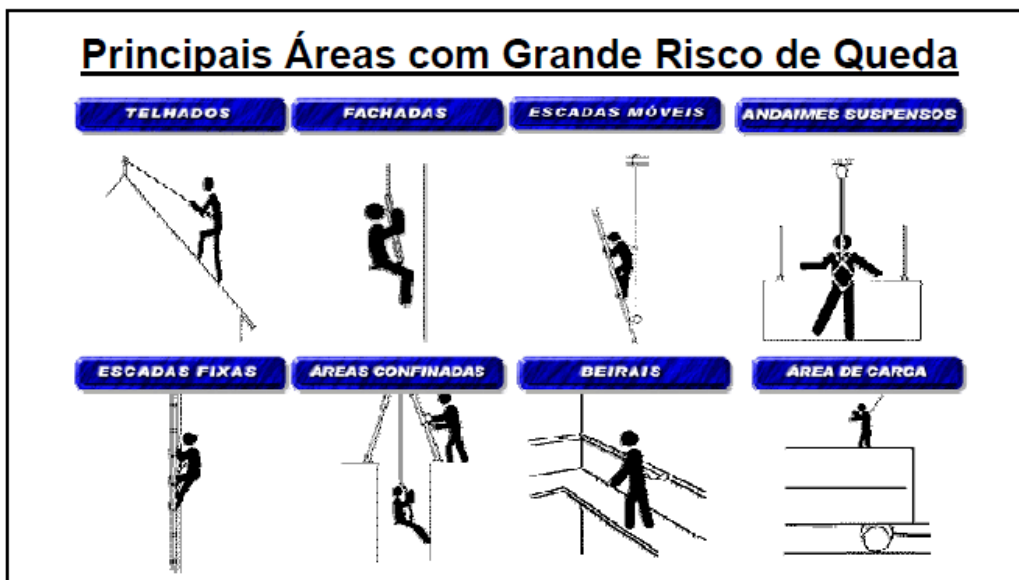 Principais Áreas com Grande Risco de Queda
TELHADOS
FACHADAS
ESCADAS MÓVEIS
ANDAIMES SUSPENSOS
ESCADAS FIXAS
ÁREAS CONFINADAS
BEIRAIS
ÁREA DE CARGA